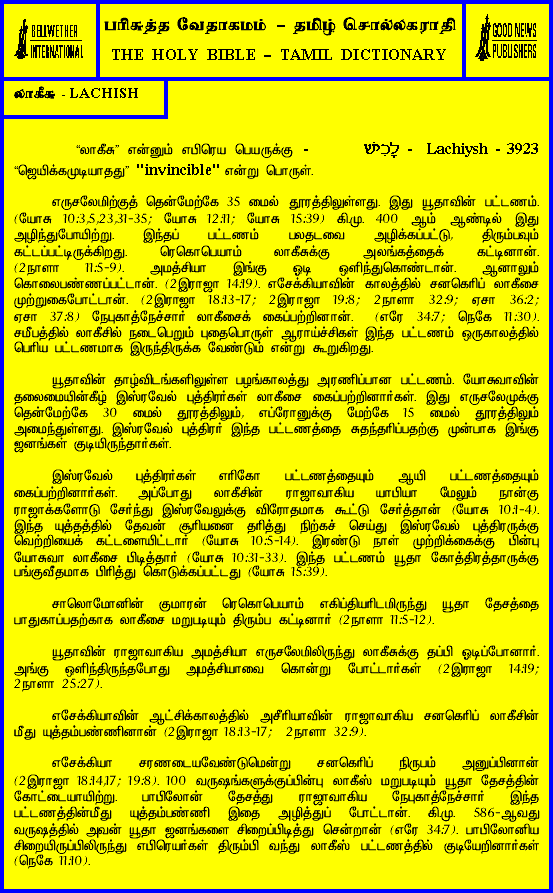 BELLWETHER
INTERNATIONAL
பரிசுத்த வேதாகமம் – தமிழ் சொல்லகராதி
THE HOLY BIBLE – TAMIL DICTIONARY
GOOD NEWS
PUBLISHERS
லாகீசு - LACHISH
“லாகீசு” என்னும் எபிரெய பெயருக்கு - לָכִישׁ - Lachiysh - 3923
“ஜெயிக்கமுடியாதது” "invincible" என்று பொருள்.
எருசலேமிற்குத் தென்மேற்கே 35 மைல் தூரத்திலுள்ளது. இது யூதாவின் பட்டணம்.
(யோசு 10:3,5,23,31-35; யோசு 12:11; யோசு 15:39) கி.மு. 400 ஆம் ஆண்டில் இது
அழிந்துபோயிற்று. இந்தப் பட்டணம் பலதடவை அழிக்கப்பட்டு, திரும்பவும்
கட்டப்பட்டிருக்கிறது. ரெகொபெயாம் லாகீசுக்கு அலங்கத்தைக் கட்டினான்.
(2நாளா 11:5-9). அமத்சியா இங்கு ஓடி ஒளிந்துகொண்டான். ஆனாலும்
கொலைபண்ணப்பட்டான். (2இராஜா 14:19). எசேக்கியாவின் காலத்தில் சனகெரிப் லாகீசை
முற்றுகைபோட்டான். (2இராஜா 18:13-17; 2இராஜா 19:8; 2நாளா 32:9; ஏசா 36:2;
ஏசா 37:8) நேபுகாத்நேச்சார் லாகீசைக் கைப்பற்றினான். (எரே 34:7; நெகே 11:30).
சமீபத்தில் லாகீசில் நடைபெறும் புதைபொருள் ஆராய்ச்சிகள் இந்த பட்டணம் ஒருகாலத்தில்
பெரிய பட்டணமாக இருந்திருக்க வேண்டும் என்று கூறுகிறது.
யூதாவின் தாழ்விடங்களிலுள்ள பழங்காலத்து அரணிப்பான பட்டணம். யோசுவாவின்
தலைமையின்கீழ் இஸ்ரவேல் புத்திரர்கள் லாகீசை கைப்பற்றினார்கள். இது எருசலேமுக்கு
தென்மேற்கே 30 மைல் தூரத்திலும், எப்ரோனுக்கு மேற்கே 15 மைல் தூரத்திலும்
அமைந்துள்ளது. இஸ்ரவேல் புத்திரர் இந்த பட்டணத்தை சுதந்தரிப்பதற்கு முன்பாக இங்கு
ஜனங்கள் குடியிருந்தார்கள்.
இஸ்ரவேல் புத்திரர்கள் எரிகோ பட்டணத்தையும் ஆயி பட்டணத்தையும்
கைப்பற்றினார்கள். அப்போது லாகீசின் ராஜாவாகிய யாபியா மேலும் நான்கு
ராஜாக்களோடு சேர்ந்து இஸ்ரவேலுக்கு விரோதமாக கூட்டு சேர்த்தான் (யோசு 10:1-4).
இந்த யுத்தத்தில் தேவன் சூரியனை தரித்து நிற்கச் செய்து இஸ்ரவேல் புத்திரருக்கு
வெற்றியைக் கட்டளையிட்டார் (யோசு 10:5-14). இரண்டு நாள் முற்றிக்கைக்கு பின்பு
யோசுவா லாகீசை பிடித்தார் (யோசு 10:31-33). இந்த பட்டணம் யூதா கோத்திரத்தாருக்கு
பங்குவீதமாக பிரித்து கொடுக்கப்பட்டது (யோசு 15:39).
சாலொமோனின் குமாரன் ரெகொபெயாம் எகிப்தியரிடமிருந்து யூதா தேசத்தை
பாதுகாப்பதற்காக லாகீசை மறுபடியும் திரும்ப கட்டினார் (2நாளா 11:5-12).
யூதாவின் ராஜாவாகிய அமத்சியா எருசலேமிலிருந்து லாகீசுக்கு தப்பி ஓடிப்போனார்.
அங்கு ஒளிந்திருந்தபோது அமத்சியாவை கொன்று போட்டார்கள் (2இராஜா 14:19;
2நாளா 25:27).
எசேக்கியாவின் ஆட்சிக்காலத்தில் அசீரியாவின் ராஜாவாகிய சனகெரிப் லாகீசின்
மீது யுத்தம்பண்ணினான் (2இராஜா 18:13-17; 2நாளா 32:9).
எசேக்கியா சரணடையவேண்டுமென்று சனகெரிப் நிருபம் அனுப்பினான்
(2இராஜா 18:14,17; 19:8). 100 வருஷங்களுக்குப்பின்பு லாகீஸ் மறுபடியும் யூதா தேசத்தின்
கோட்டையாயிற்று. பாபிலோன் தேசத்து ராஜாவாகிய நேபுகாத்நேச்சார் இந்த
பட்டணத்தின்மீது யுத்தம்பண்ணி இதை அழித்துப் போட்டான். கி.மு. 586-ஆவது
வருஷத்தில் அவன் யூதா ஜனங்களை சிறைப்பிடித்து சென்றான் (எரே 34:7). பாபிலோனிய
சிறையிருப்பிலிருந்து எபிரெயர்கள் திரும்பி வந்து லாகீஸ் பட்டணத்தில் குடியேறினார்கள்
(நெகே 11:10).